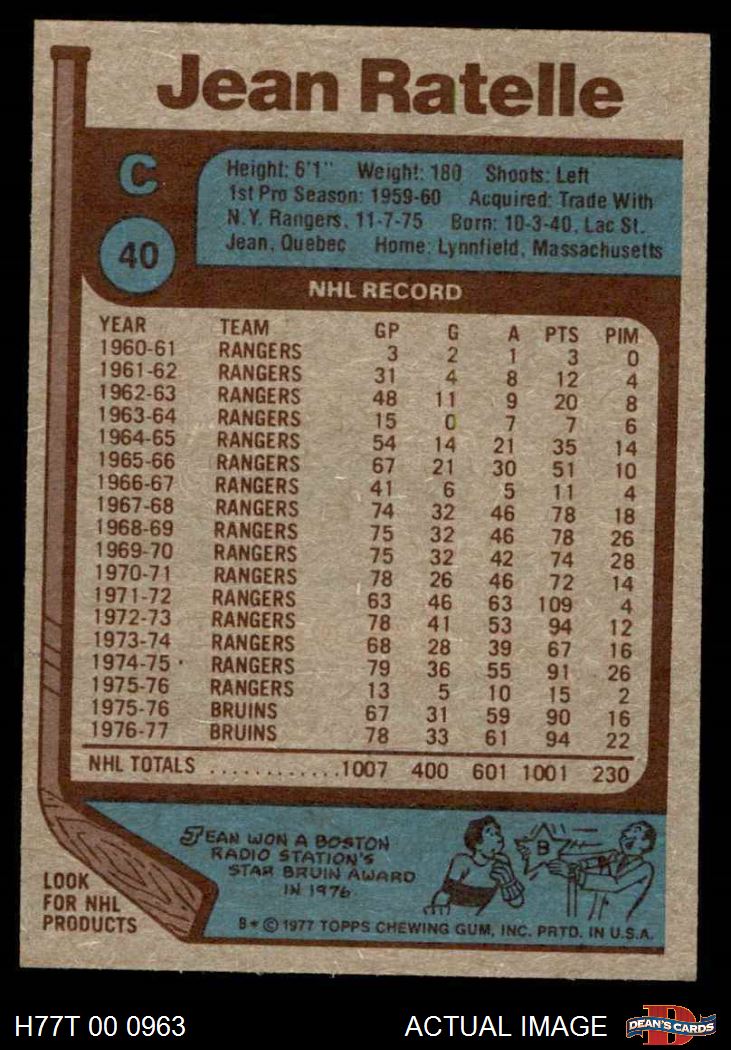 Jean Ratelle
C
Height: 6'1" Weight: 180 Shoots: Left
1st Pro Season: 1959-60 Acquired: Trade With
N.Y. Rangers, 11-7-75 Born: 10-3-40, Lac St.
Jean, Quebec Home: Lynnfield, Massachusetts
40
NHL RECORD
YEAR TEAM GP G A PTS PIM
1960-61 RANGERS 3 2 1 3 0
1961-62 RANGERS 31 4 8 12 4
1962-63 RANGERS 48 11 9 20 8
1963-64 RANGERS 15 0 7 7 6
1964-65 RANGERS 54 14 21 35 14
1965-66 RANGERS 67 21 30 51 10
1966-67 RANGERS 41 6 5 11 4
1967-68 RANGERS 74 32 46 78 18
1968-69 RANGERS 75 32 46 78 26
1969-70 RANGERS 75 32 42 74 28
1970-71 RANGERS 78 26 46 72 14
1971-72 RANGERS 63 46 63 109 4
1972-73 RANGERS 78 41 53 94 12
1973-74 RANGERS 68 28 39 67 16
1974-75 RANGERS 79 36 55 91 26
1975-76 RANGERS 13 5 10 15 2
1975-76 BRUINS 67 31 59 90 16
1976-77 BRUINS 78 33 61 94 22
NHL TOTALS ............1007 400 601 1001 230
JEAN WON A BOSTON
RADIO STATION'S
STAR BRUIN AWARD
IN 1976
B
LOOK
FOR NHL
PRODUCTS
B* © 1977 TOPPS CHEWING GUM, INC. PRTD. IN U.S.A.
H77T 00 0963 ACTUAL IMAGE
D
DEAN'S CARDS